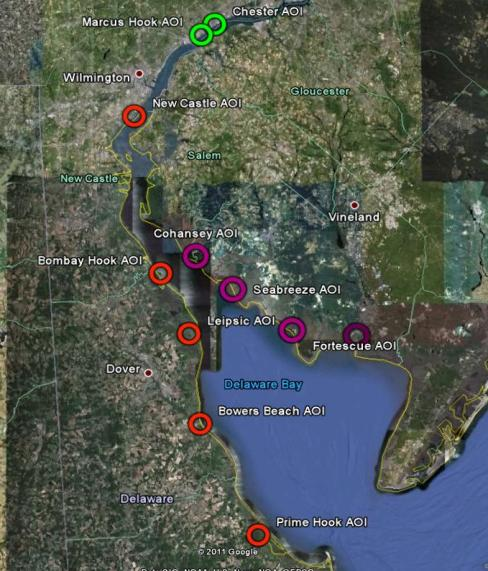 Chester AOI
Marcus Hook AOI
Wilmington
New Castle AOI
Gloucester
Salem
New Castle
Vineland
Cohansey AOI
Bombay Hook AOI
Seabreeze AOI
Leipsic AOI
Fortescue AOI
Dover
Delaware Bay
Bowers Beach AOI
Delaware
Prime Hook AOI
© 2011 Google